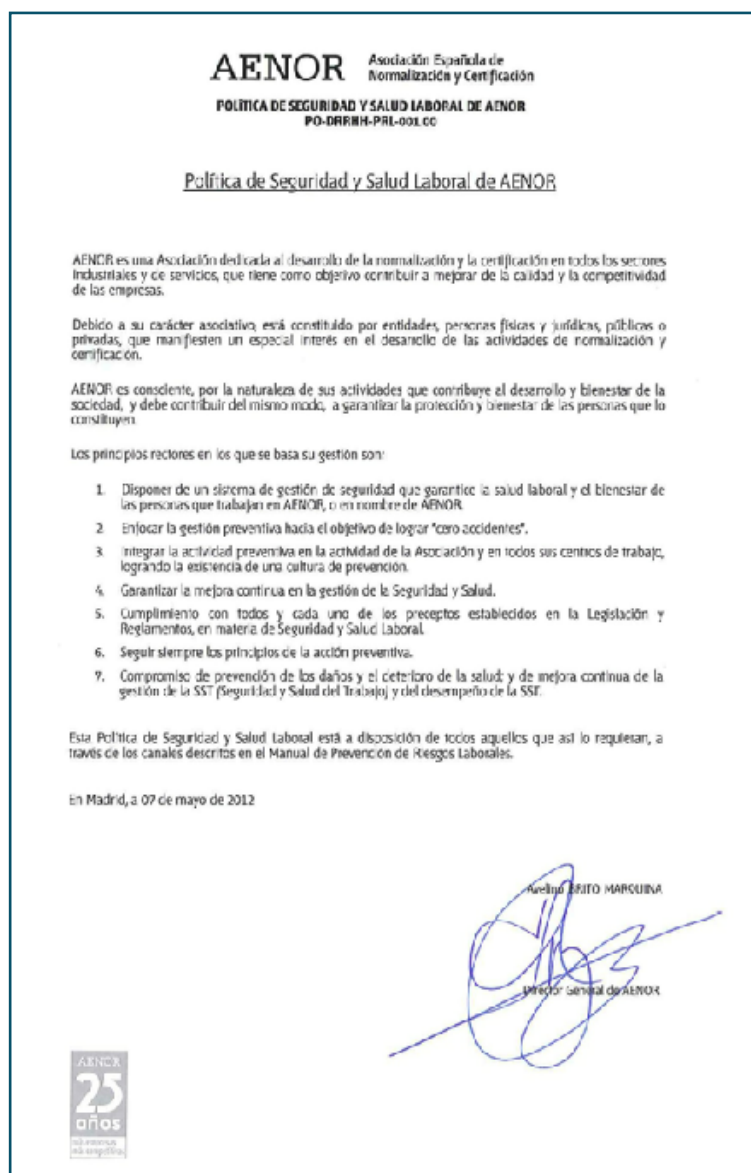 AENOR
Asociación Española de
Normalización y Certificación
POLÍTICA DE SEGURIDAD Y SALUD LABORAL DE AENOR
PO-DRRHH-PRL-001.00
Política de Seguridad y Salud Laboral de AENOR
AENOR es una Asociación dedicada al desarrollo de la normalización y la certificación en todos los sectores
industriales y de servicios, que tiene como objetivo contribuir a mejorar de la calidad y la competitividad
de las empresas.
Debido a su carácter asociativo, está constituido por entidades, personas físicas y jurídicas, públicas o
privadas, que manifiesten un especial interés en el desarrollo de las actividades de normalización y
certificación.
AENOR es consciente, por la naturaleza de sus actividades que contribuye al desarrollo y bienestar de la
sociedad, y debe contribuir del mismo modo, a garantizar la protección y bienestar de las personas que lo
constituyen.
Los principios rectores en los que se basa su gestión son:
1. Disponer de un sistema de gestión de seguridad que garantice la salud laboral y el bienestar de
las personas que trabajan en AENOR, o en nombre de AENOR.
2. Enfocar la gestión preventiva hacia el objetivo de lograr "cero accidentes".
3. Integrar la actividad preventiva en la actividad de la Asociación y en todos sus centros de trabajo,
logrando la existencia de una cultura de prevención.
4. Garantizar la mejora continua en la gestión de la Seguridad y Salud.
5. Cumplimiento con todos y cada uno de los preceptos establecidos en la Legislación y
Reglamentos, en materia de Seguridad y Salud Laboral.
6. Seguir siempre los principios de la acción preventiva.
7. Compromiso de prevención de los daños y el deterioro de la salud; y de mejora continua de la
gestión de la SST (Seguridad y Salud del Trabajo) y del desempeño de la SST.
Esta Política de Seguridad y Salud Laboral está a disposición de todos aquellos que así lo requieran, a
través de los canales descritos en el Manual de Prevención de Riesgos Laborales.
En Madrid, a 07 de mayo de 2012
Avelino BRITO MARQUINA
Director General de AENOR
AENOR
25
años